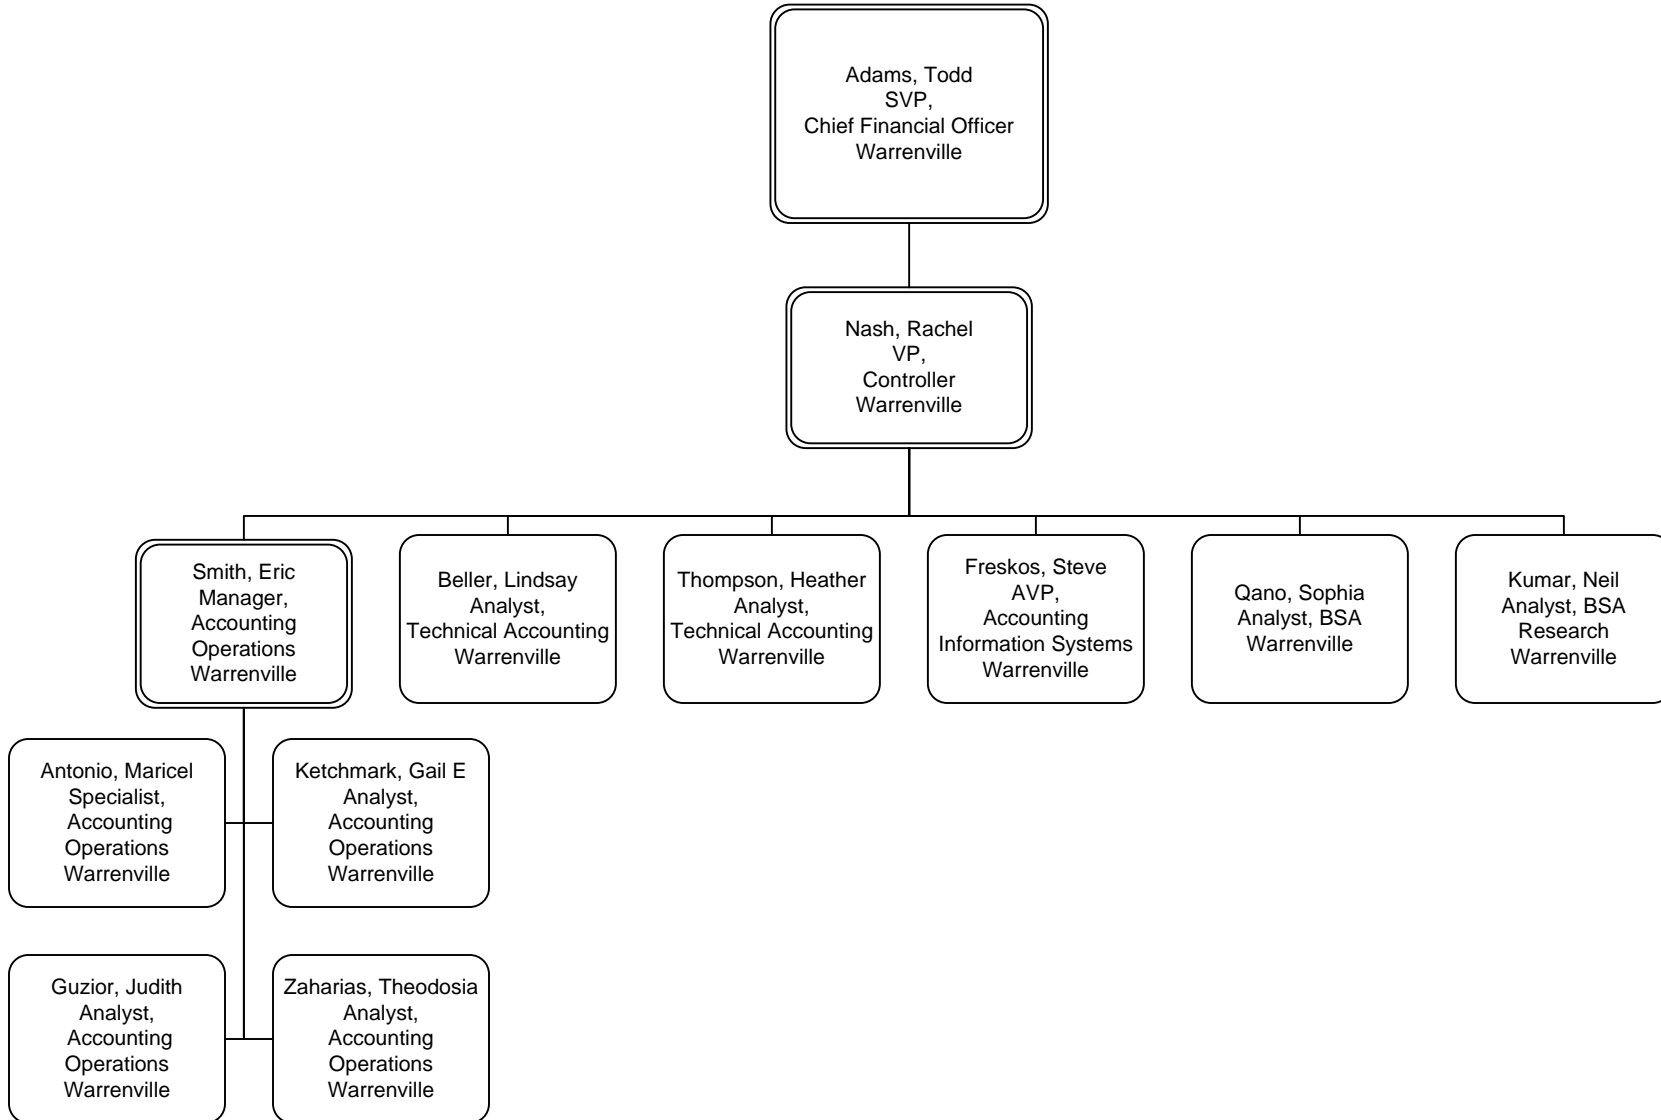 Adams, Todd
SVP,
Chief Financial Officer
Warrenville
Nash, Rachel
VP,
Controller
Warrenville
Smith, Eric
Manager,
Accounting
Operations
Warrenville
Beller, Lindsay
Analyst,
Technical Accounting
Warrenville
Thompson, Heather
Analyst,
Technical Accounting
Warrenville
Freskos, Steve
AVP,
Accounting
Information Systems
Warrenville
Qano, Sophia
Analyst, BSA
Warrenville
Kumar, Neil
Analyst, BSA
Research
Warrenville
Antonio, Maricel
Specialist,
Accounting
Operations
Warrenville
Ketchmark, Gail E
Analyst,
Accounting
Operations
Warrenville
Guzior, Judith
Analyst,
Accounting
Operations
Warrenville
Zaharias, Theodosia
Analyst,
Accounting
Operations
Warrenville